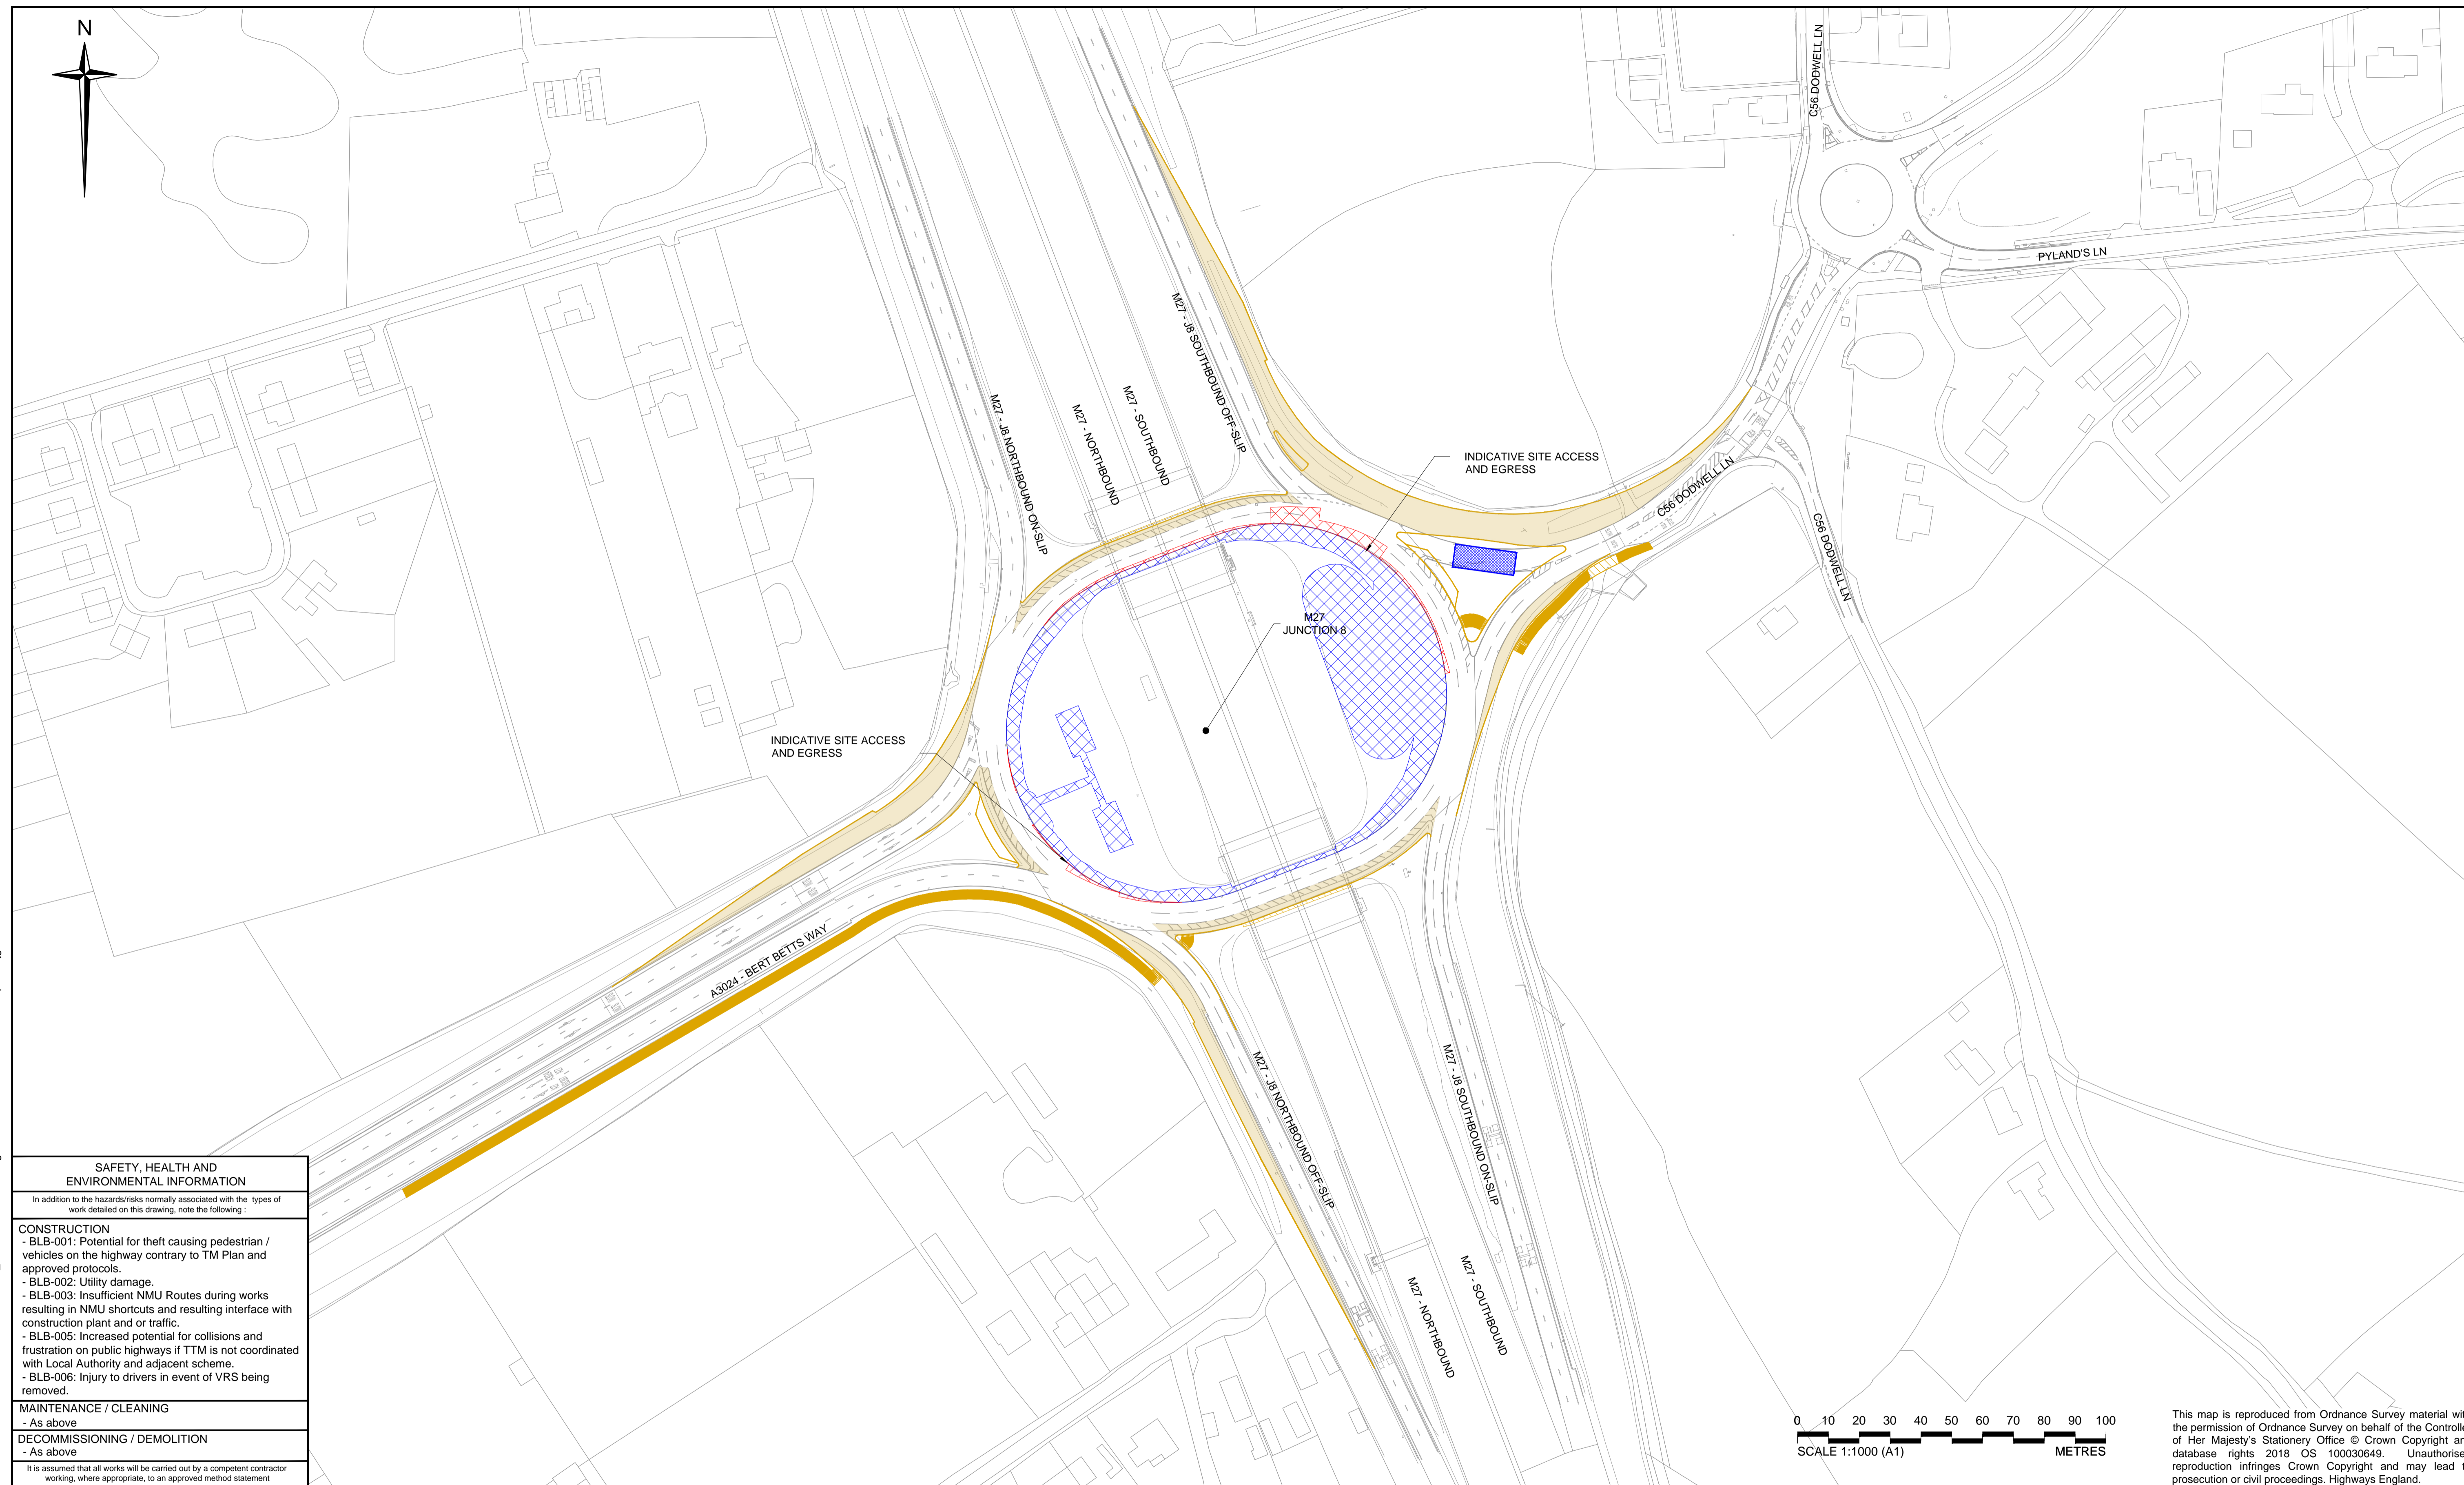 N
C56 DODWELL LN
PYLAND'S LN
M27 - J8 SOUTHBOUND OFF-SLIP
M27 - SOUTHBOUND
M27 - NORTHBOUND
M27 - J8 NORTHBOUND ON-SLIP
INDICATIVE SITE ACCESS
AND EGRESS
C56 DODWELL LN
C56 DODWELL LN
M27
JUNCTION 8
INDICATIVE SITE ACCESS
AND EGRESS
A3024 - BERT BETTS WAY
M27 - J8 NORTHBOUND OFF-SLIP
M27 - J8 SOUTHBOUND ON-SLIP
M27 - NORTHBOUND
M27 - SOUTHBOUND
SAFETY, HEALTH AND
ENVIRONMENTAL INFORMATION
In addition to the hazards/risks normally associated with the types of
work detailed on this drawing, note the following :
CONSTRUCTION
- BLB-001: Potential for theft causing pedestrian /
vehicles on the highway contrary to TM Plan and
approved protocols.
- BLB-002: Utility damage.
- BLB-003: Insufficient NMU Routes during works
resulting in NMU shortcuts and resulting interface with
construction plant and or traffic.
- BLB-005: Increased potential for collisions and
frustration on public highways if TTM is not coordinated
with Local Authority and adjacent scheme.
- BLB-006: Injury to drivers in event of VRS being
removed.
MAINTENANCE / CLEANING
- As above
DECOMMISSIONING / DEMOLITION
- As above
It is assumed that all works will be carried out by a competent contractor
working, where appropriate, to an approved method statement
0 10 20 30 40 50 60 70 80 90 100
SCALE 1:1000 (A1) METRES
This map is reproduced from Ordnance Survey material wit
the permission of Ordnance Survey on behalf of the Controlle
of Her Majesty's Stationery Office © Crown Copyright an
database rights 2018 OS 100030649. Unauthorise
reproduction infringes Crown Copyright and may lead t
prosecution or civil proceedings. Highways England.